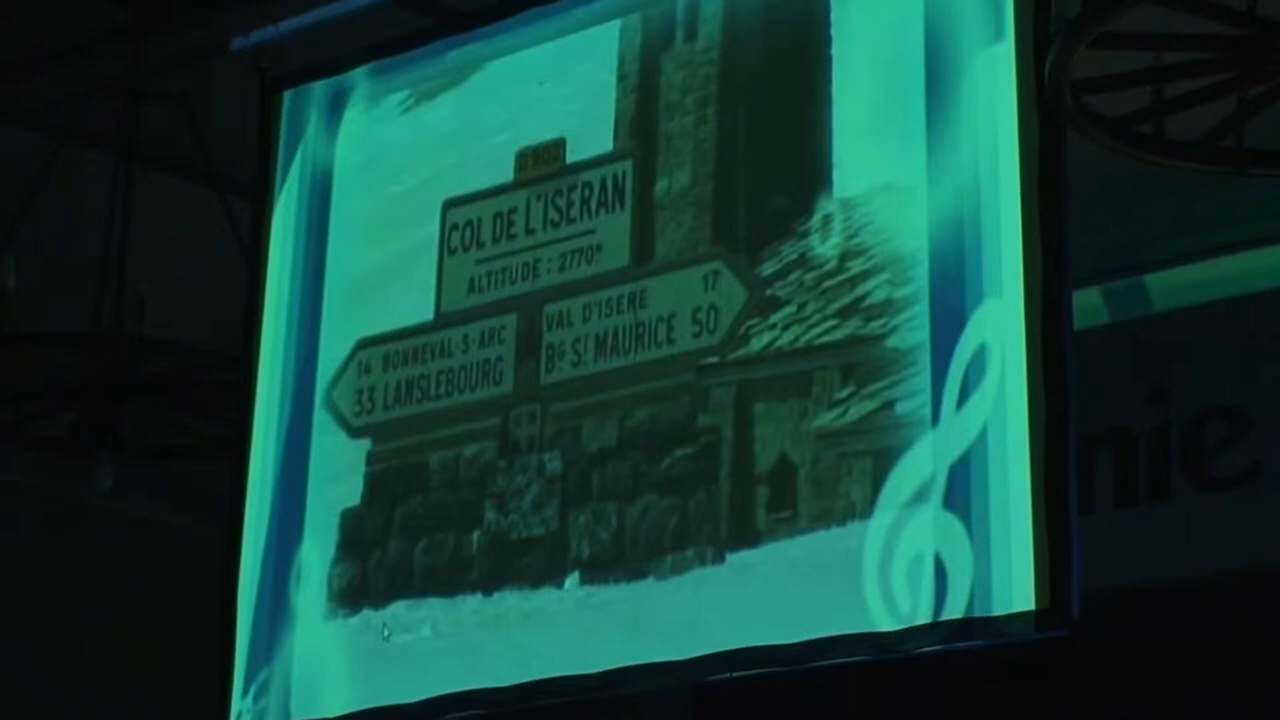 COL DE L'ISERAN
ALTITUDE : 2770ᵐ
VAL D'ISERE 17
Bᴳ Sᵀ MAURICE 50
14 BONNEVAL-S-ARC
33 LANSLEBOURG
nie